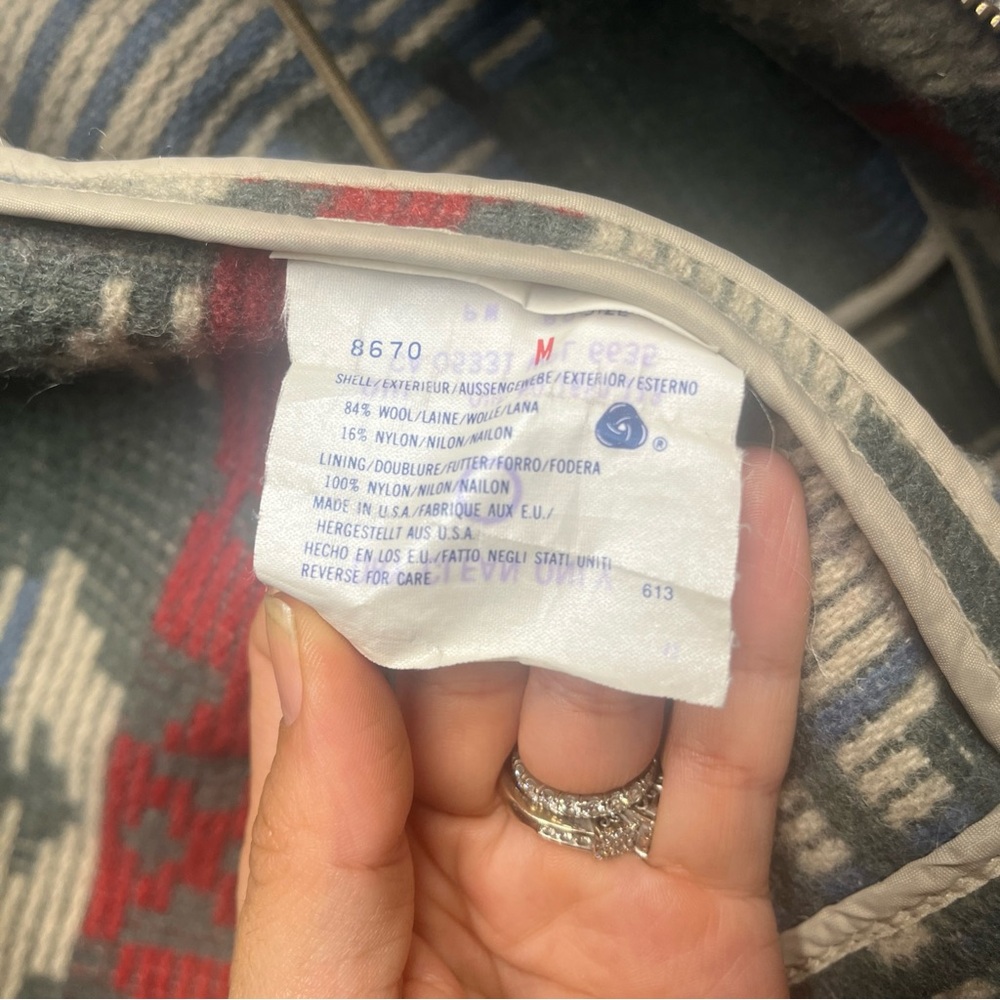 8670 M
SHELL/EXTERIEUR/AUSSENGEWEBE/EXTERIOR/ESTERNO
84% WOOL/LAINE/WOLLE/LANA
16% NYLON/NILON/NAILON
®
LINING/DOUBLURE/FUTTER/FORRO/FODERA
100% NYLON/NILON/NAILON
MADE IN U.S.A./FABRIQUE AUX E.U./
HERGESTELLT AUS U.S.A.
HECHO EN LOS E.U./FATTO NEGLI STATI UNITI
REVERSE FOR CARE
613